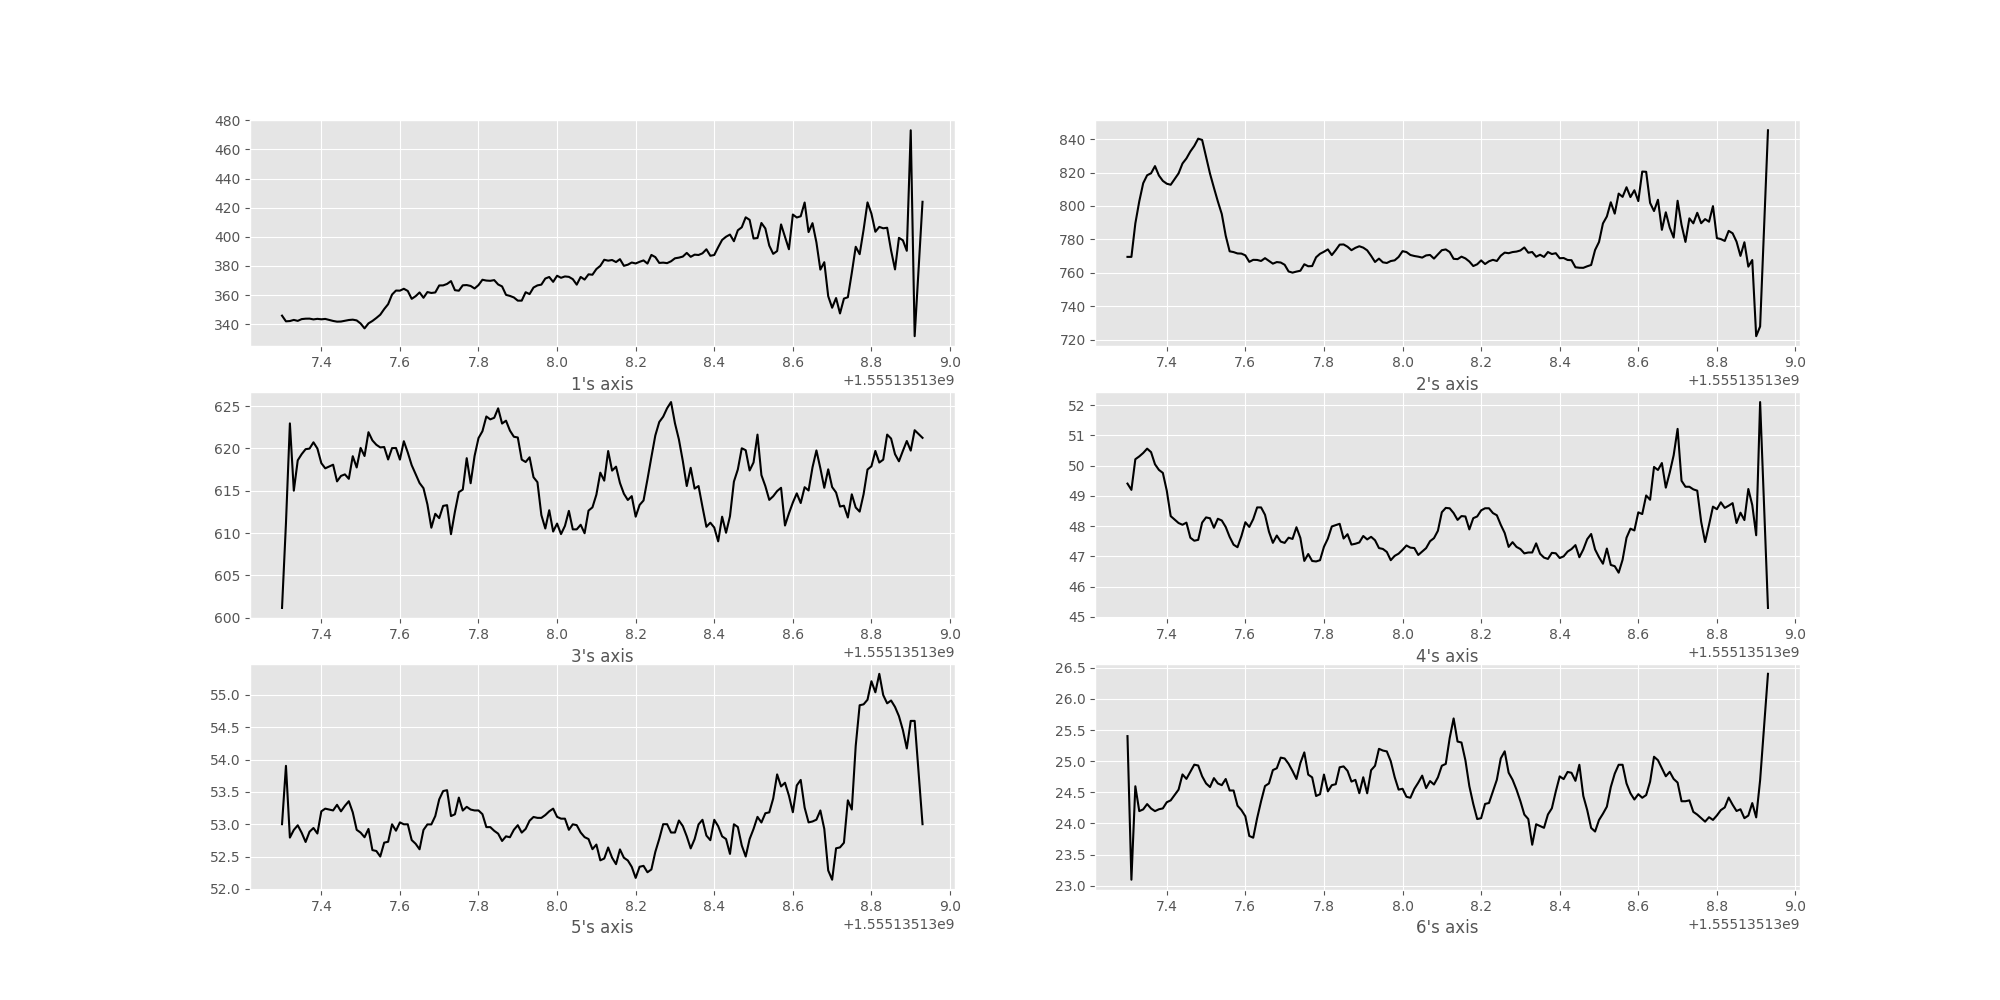 480
460
440
420
400
380
360
340
7.4 7.6 7.8 8.0 8.2 8.4 8.6 8.8 9.0
+1.55513513e9
1's axis
840
820
800
780
760
740
720
7.4 7.6 7.8 8.0 8.2 8.4 8.6 8.8 9.0
+1.55513513e9
2's axis
625
620
615
610
605
600
7.4 7.6 7.8 8.0 8.2 8.4 8.6 8.8 9.0
+1.55513513e9
3's axis
52
51
50
49
48
47
46
45
7.4 7.6 7.8 8.0 8.2 8.4 8.6 8.8 9.0
+1.55513513e9
4's axis
55.0
54.5
54.0
53.5
53.0
52.5
52.0
7.4 7.6 7.8 8.0 8.2 8.4 8.6 8.8 9.0
+1.55513513e9
5's axis
26.5
26.0
25.5
25.0
24.5
24.0
23.5
23.0
7.4 7.6 7.8 8.0 8.2 8.4 8.6 8.8 9.0
+1.55513513e9
6's axis